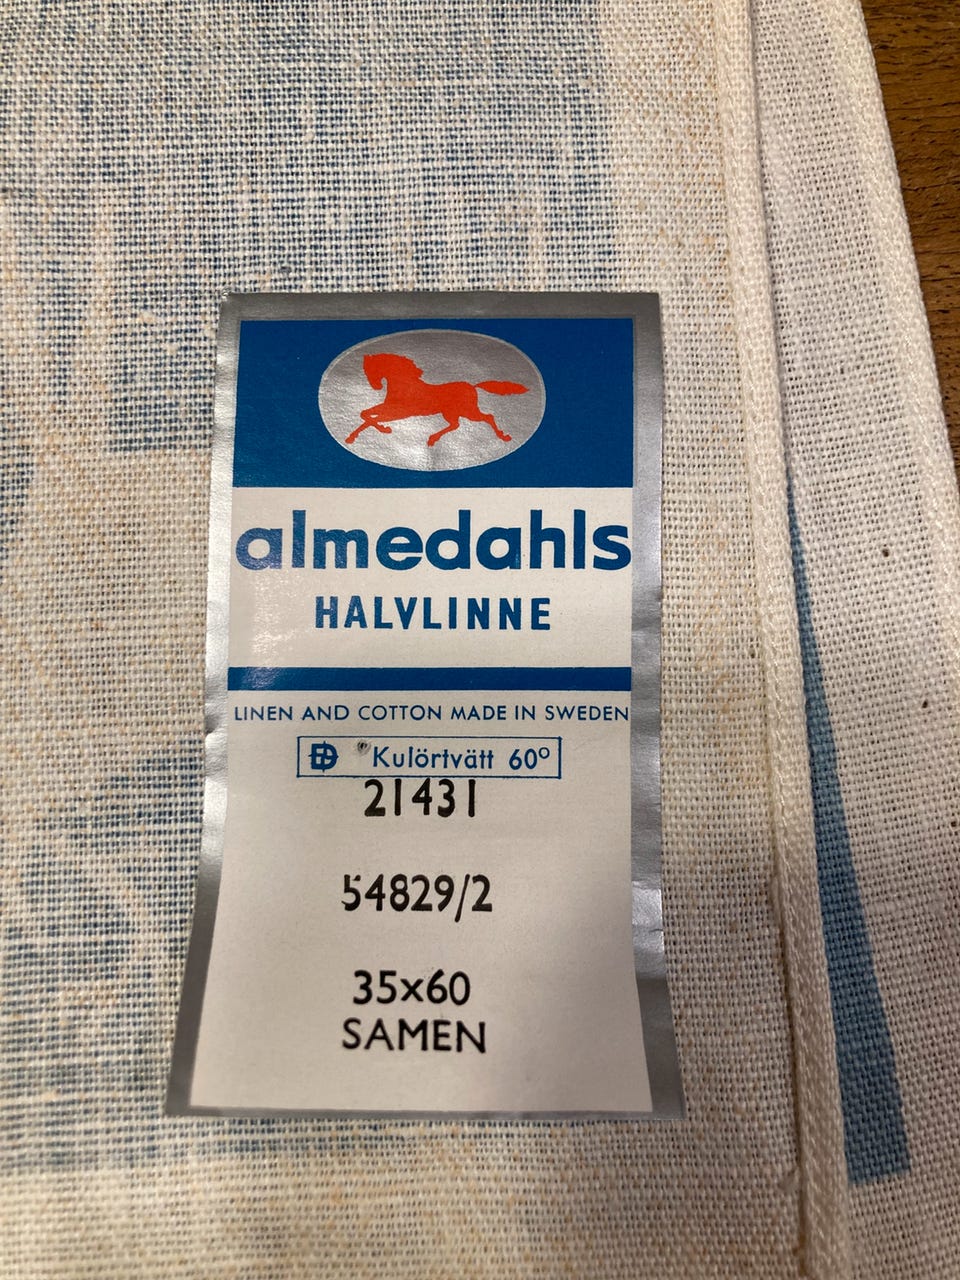 almedahls
HALVLINNE
LINEN AND COTTON MADE IN SWEDEN
Kulörtvätt 60°
21431
54829/2
35x60
SAMEN